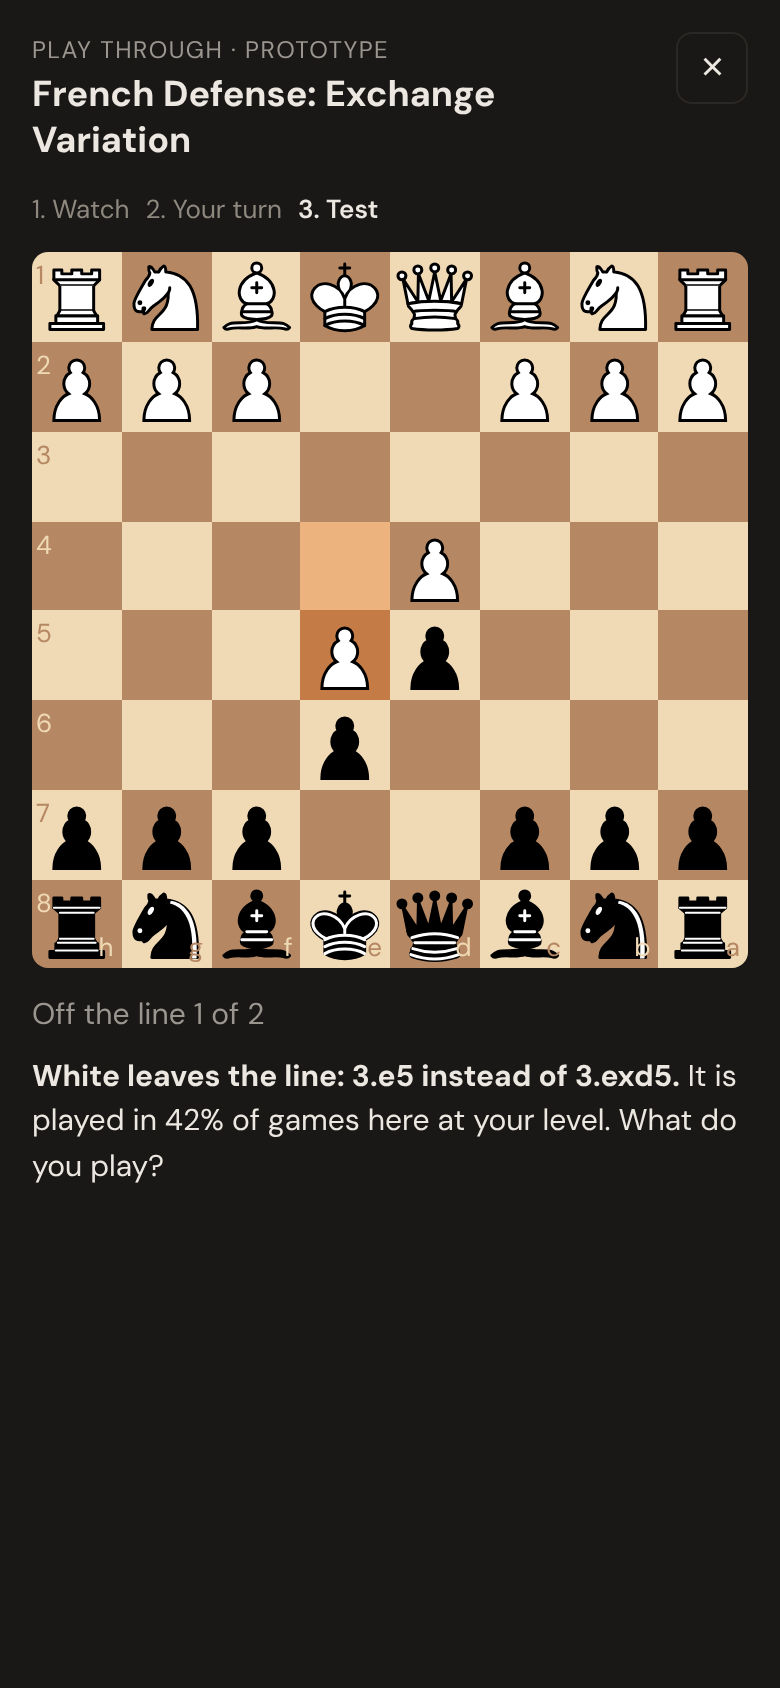 PLAY THROUGH · PROTOTYPE
French Defense: Exchange
Variation
×
1. Watch 2. Your turn 3. Test
1
2
3
4
5
6
7
8
h g f e d c b a
Off the line 1 of 2
White leaves the line: 3.e5 instead of 3.exd5. It is
played in 42% of games here at your level. What do
you play?